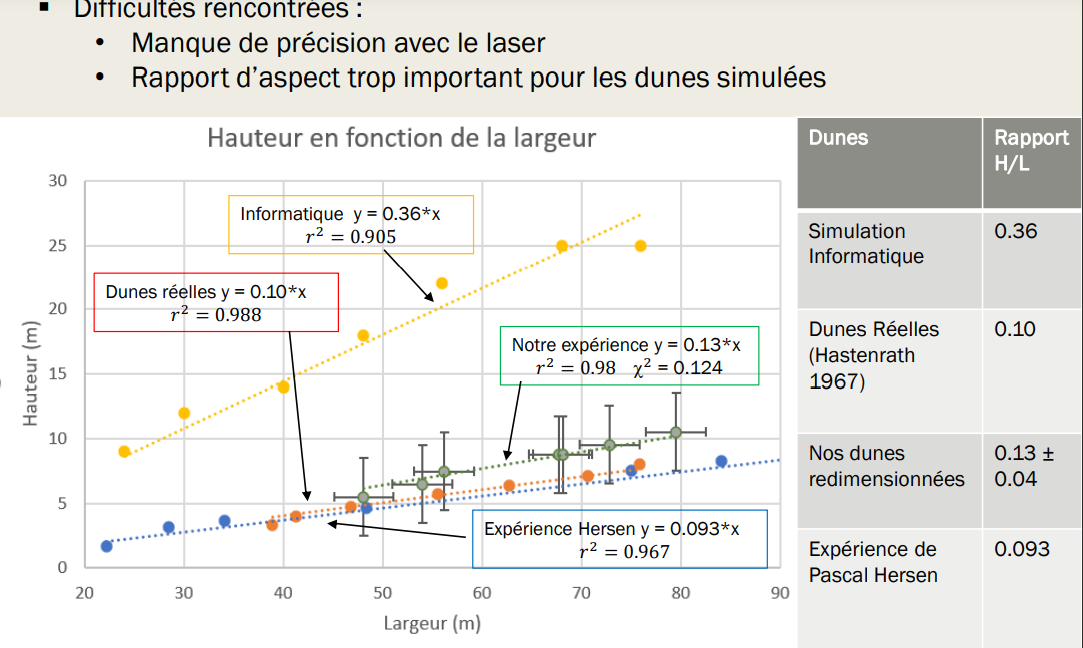 ▪ Difficultés rencontrées :
• Manque de précision avec le laser
• Rapport d’aspect trop important pour les dunes simulées
Hauteur en fonction de la largeur
Hauteur (m)
30
25
20
15
10
5
0
Informatique y = 0.36*x
r² = 0.905
Dunes réelles y = 0.10*x
r² = 0.988
Notre expérience y = 0.13*x
r² = 0.98 χ² = 0.124
Expérience Hersen y = 0.093*x
r² = 0.967
20 30 40 50 60 70 80 90
Largeur (m)
Dunes
Rapport
H/L
Simulation
Informatique
0.36
Dunes Réelles
(Hastenrath
1967)
0.10
Nos dunes
redimensionnées
0.13 ±
0.04
Expérience de
Pascal Hersen
0.093